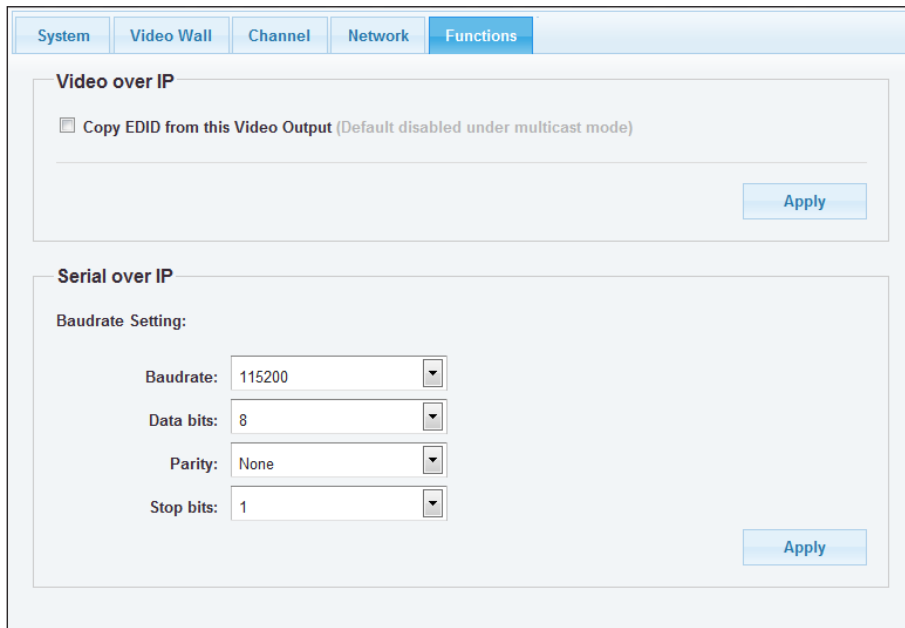 System Video Wall Channel Network Functions
Video over IP
Copy EDID from this Video Output (Default disabled under multicast mode)
Apply
Serial over IP
Baudrate Setting:
Baudrate: 115200
Data bits: 8
Parity: None
Stop bits: 1
Apply